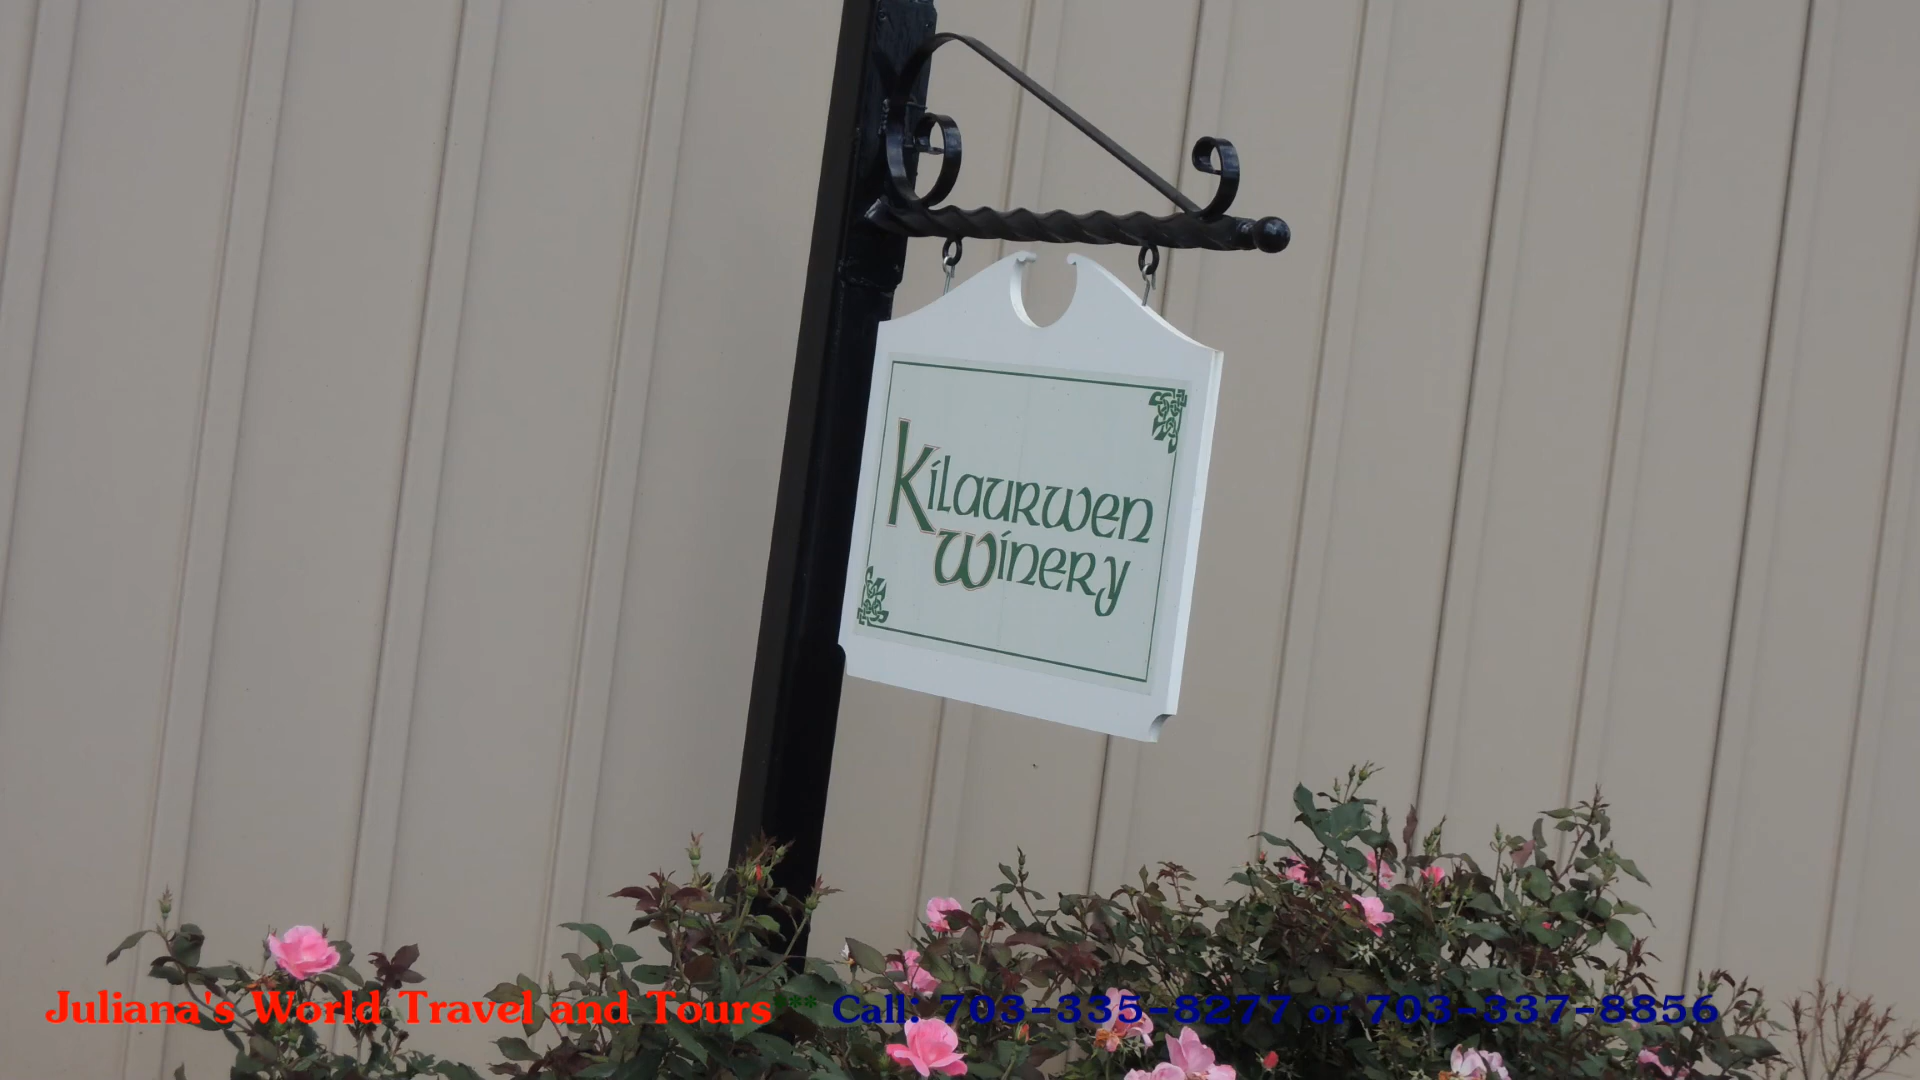 Kilaurwen
Winery
Juliana's World Travel and Tours*** Call: 703-335-8277 or 703-337-8856